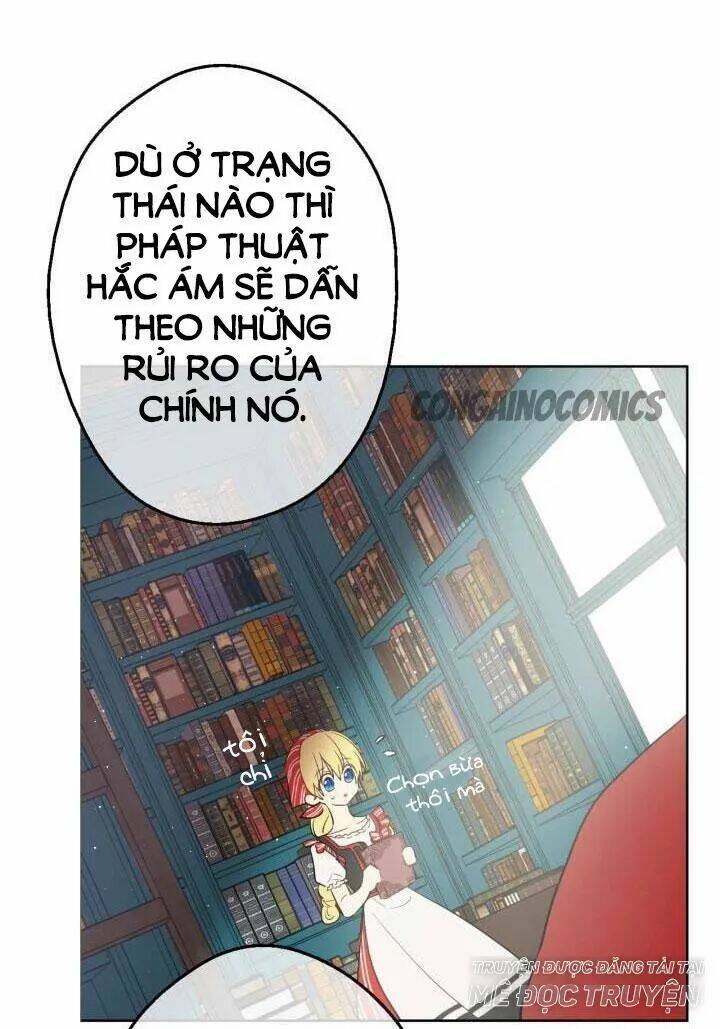 DÙ Ở TRẠNG
THÁI NÀO THÌ
PHÁP THUẬT
HẮC ÁM SẼ DẪN
THEO NHỮNG
RỦI RO CỦA
CHÍNH NÓ.
CONGAINOCOMICS
tôi
chỉ
Chọn bừa
thôi mà
TRUYỆN ĐƯỢC ĐĂNG TẢI TẠI
MÊ ĐỌC TRUYỆN